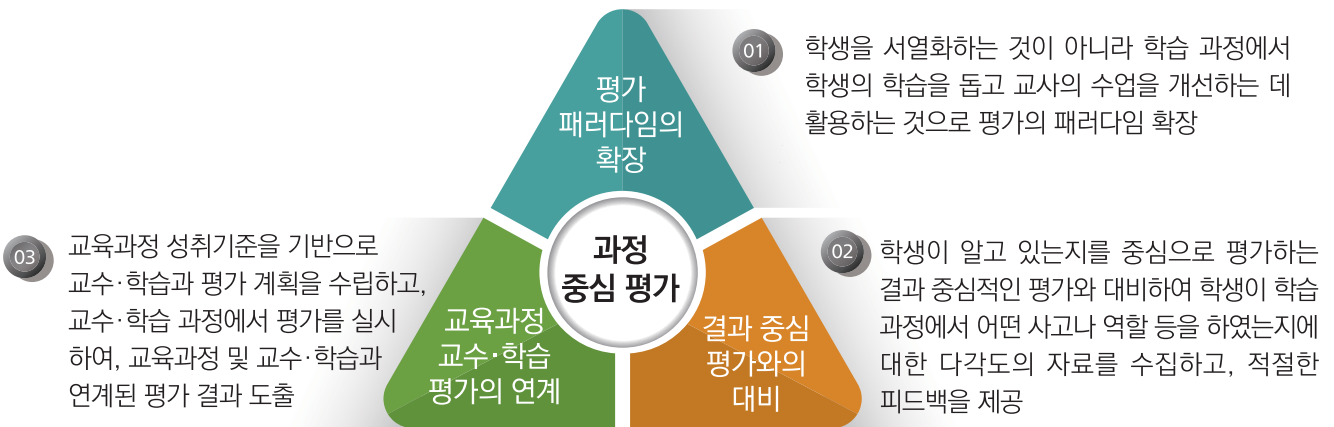 평가
패러다임의
확장
01
학생을 서열화하는 것이 아니라 학습 과정에서
학생의 학습을 돕고 교사의 수업을 개선하는 데
활용하는 것으로 평가의 패러다임 확장
과정
중심 평가
02
학생이 알고 있는지를 중심으로 평가하는
결과 중심적인 평가와 대비하여 학생이 학습
과정에서 어떤 사고나 역할 등을 하였는지에
대한 다각도의 자료를 수집하고, 적절한
피드백을 제공
결과 중심
평가와의
대비
03
교육과정 성취기준을 기반으로
교수·학습과 평가 계획을 수립하고,
교수·학습 과정에서 평가를 실시
하여, 교육과정 및 교수·학습과
연계된 평가 결과 도출
교육과정
교수·학습
평가의 연계